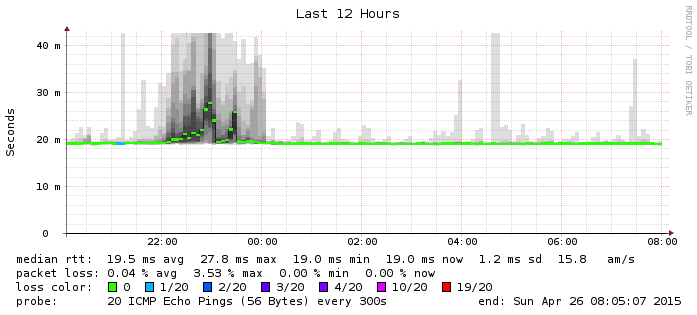 Last 12 Hours
RRDTOOL / TOBI OETIKER
Seconds
40 m
30 m
20 m
10 m
0
22:00 00:00 02:00 04:00 06:00 08:00
median rtt: 19.5 ms avg 27.8 ms max 19.0 ms min 19.0 ms now 1.2 ms sd 15.8 am/s
packet loss: 0.04 % avg 3.53 % max 0.00 % min 0.00 % now
loss color: 0 1/20 2/20 3/20 4/20 10/20 19/20
probe: 20 ICMP Echo Pings (56 Bytes) every 300s end: Sun Apr 26 08:05:07 2015